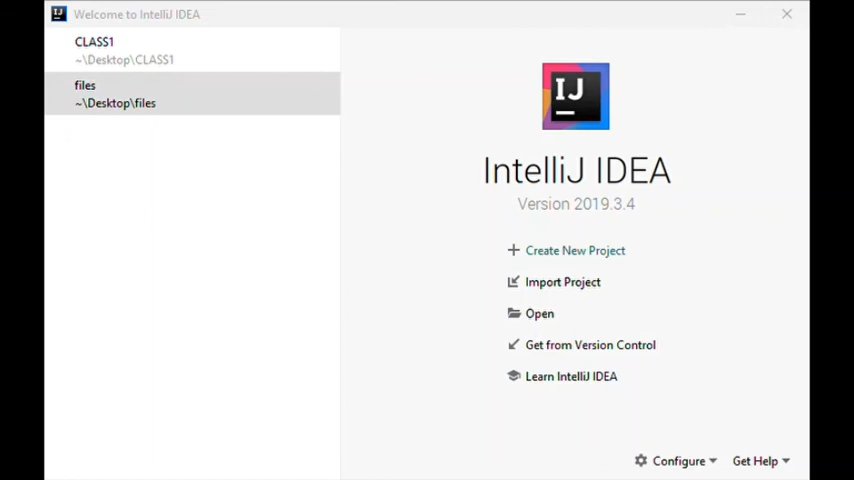 Welcome to IntelliJ IDEA
CLASS1
~\Desktop\CLASS1
files
~\Desktop\files
IJ
IntelliJ IDEA
Version 2019.3.4
Create New Project
Import Project
Open
Get from Version Control
Learn IntelliJ IDEA
Configure
Get Help